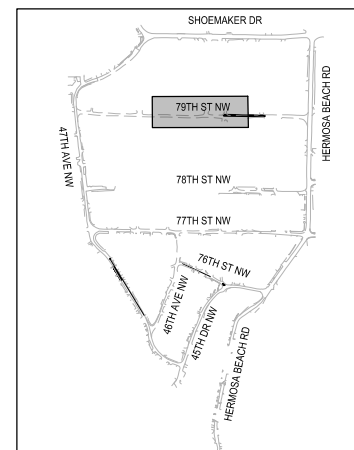 SHOEMAKER DR
79TH ST NW
HERMOSA BEACH RD
47TH AVE NW
78TH ST NW
77TH ST NW
76TH ST NW
46TH AVE NW
45TH DR NW
HERMOSA BEACH RD